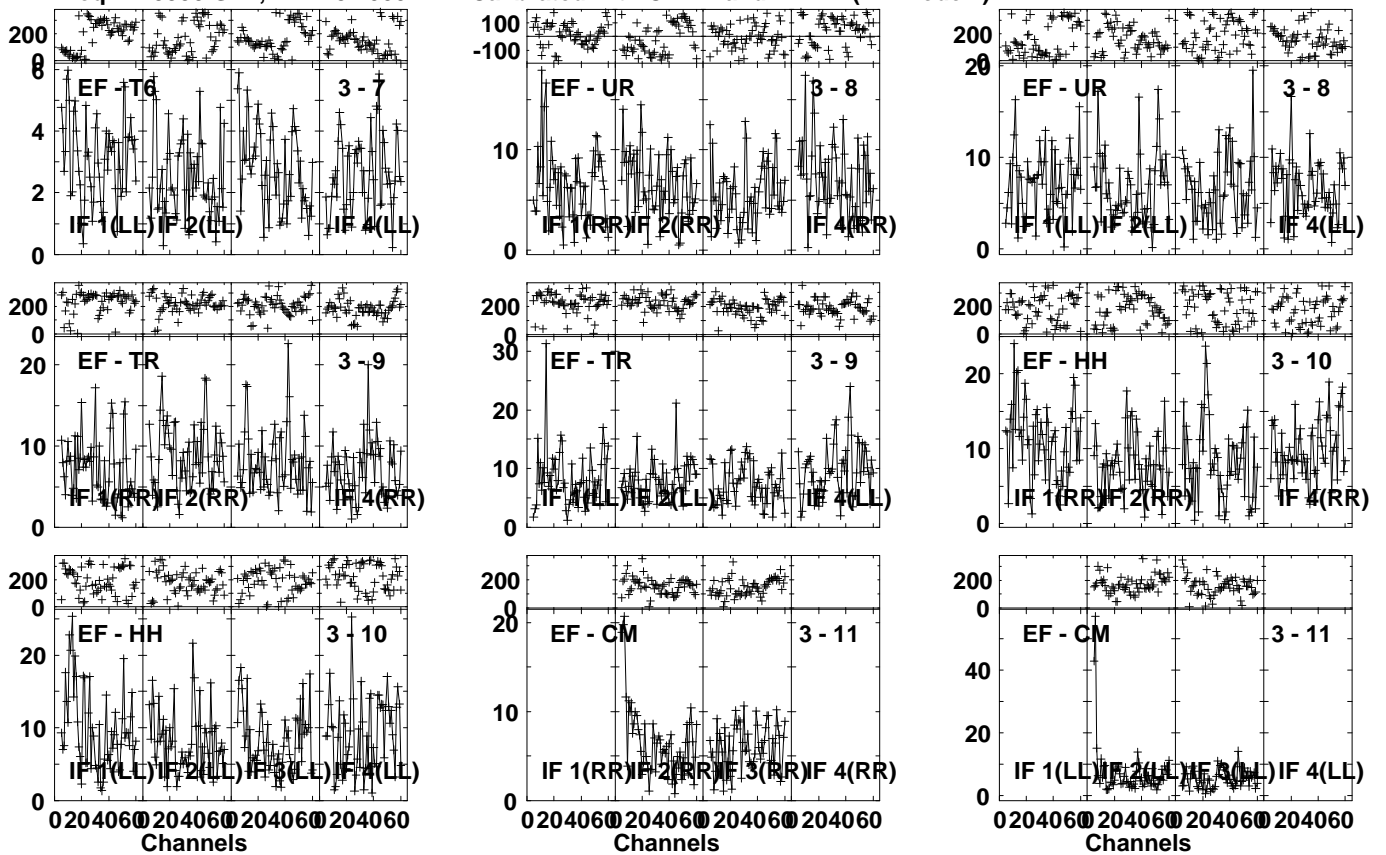 200
0
100
-100
200
0
8
6
4
2
0
EF - T6
3 - 7
IF 1(LL) IF 2(LL)
IF 4(LL)
10
0
EF - UR
3 - 8
IF 1(RR) IF 2(RR)
IF 4(RR)
20
10
0
EF - UR
3 - 8
IF 1(LL) IF 2(LL)
IF 4(LL)
200
0
200
0
200
0
20
10
0
EF - TR
3 - 9
IF 1(RR) IF 2(RR)
IF 4(RR)
30
20
10
0
EF - TR
3 - 9
IF 1(LL) IF 2(LL)
IF 4(LL)
20
10
0
EF - HH
3 - 10
IF 1(RR) IF 2(RR)
IF 4(RR)
200
0
200
0
200
0
20
10
0
EF - HH
3 - 10
IF 1(LL) IF 2(LL) IF 3(LL) IF 4(LL)
0 20 40 60 0 20 40 60 0 20 40 60 0 20 40 60
Channels
20
10
0
EF - CM
3 - 11
IF 1(RR) IF 2(RR) IF 3(RR) IF 4(RR)
0 20 40 60 0 20 40 60 0 20 40 60 0 20 40 60
Channels
40
20
0
EF - CM
3 - 11
IF 1(LL) IF 2(LL) IF 3(LL) IF 4(LL)
0 20 40 60 0 20 40 60 0 20 40 60 0 20 40 60
Channels